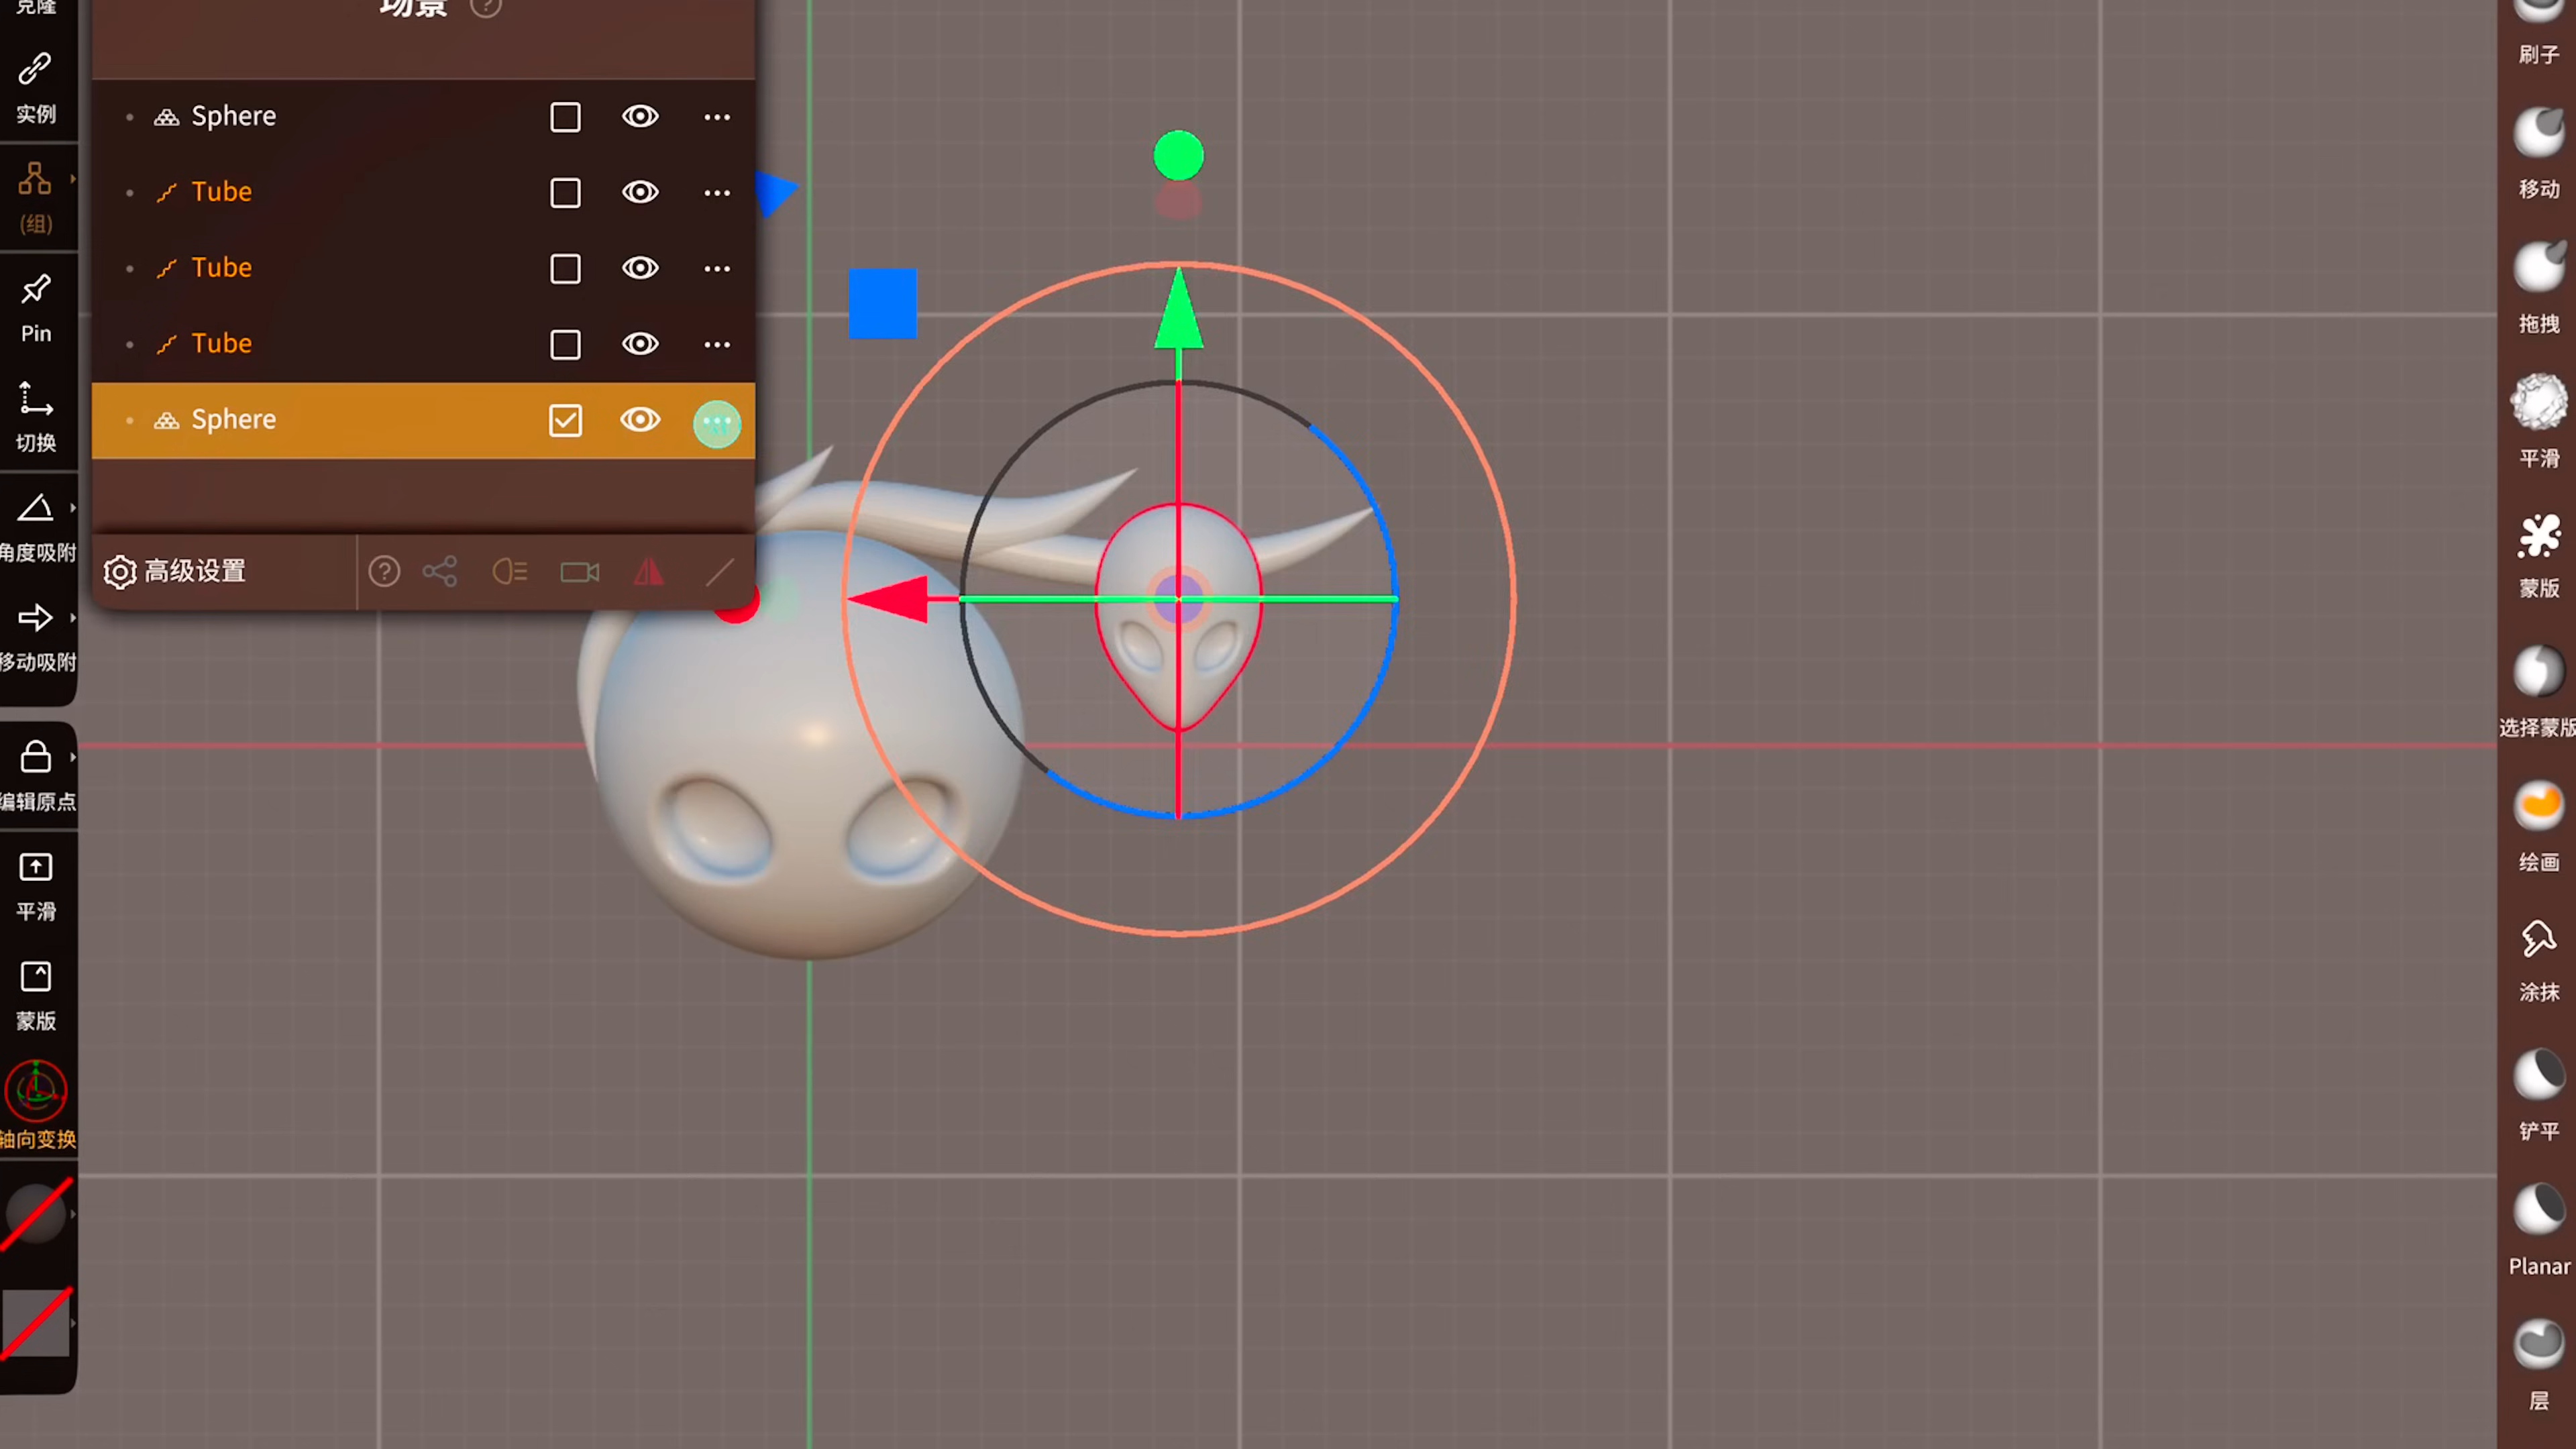 克隆
实例
(组)
Pin
切换
角度吸附
移动吸附
编辑原点
平滑
蒙版
轴向变换
场景
Sphere
Tube
Tube
Tube
Sphere
高级设置
刷子
移动
拖拽
平滑
蒙版
选择蒙版
绘画
涂抹
铲平
Planar
层